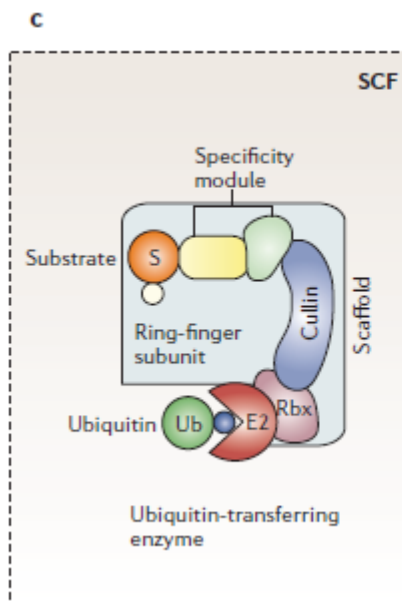 c
SCF
Specificity
module
Substrate
S
Ring-finger
subunit
Cullin
Scaffold
Ubiquitin
Ub
E2
Rbx
Ubiquitin-transferring
enzyme